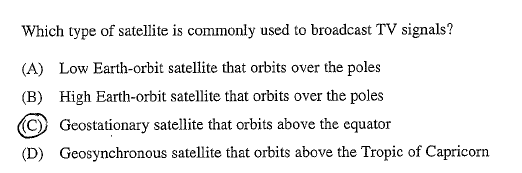 Which type of satellite is commonly used to broadcast TV signals?
(A) Low Earth-orbit satellite that orbits over the poles
(B) High Earth-orbit satellite that orbits over the poles
(C) Geostationary satellite that orbits above the equator
(D) Geosynchronous satellite that orbits above the Tropic of Capricorn